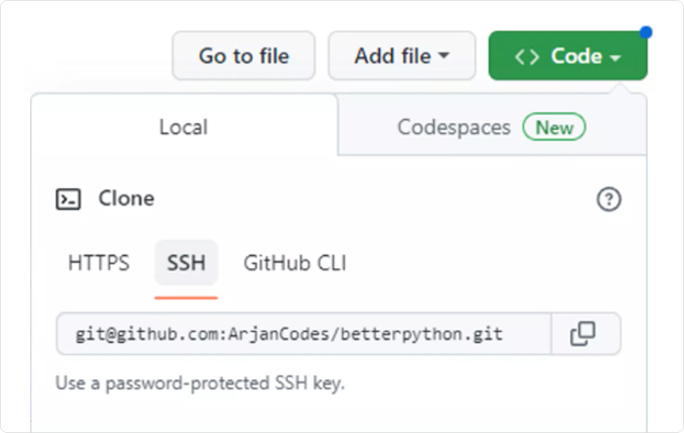 Go to file Add file <> Code
Local Codespaces New
Clone
HTTPS SSH GitHub CLI
git@github.com:ArjanCodes/betterpython.git
Use a password-protected SSH key.